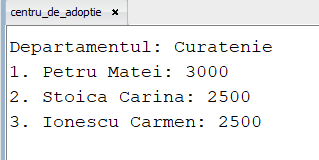 centru_de_adoptie ×
Departamentul: Curatenie
1. Petru Matei: 3000
2. Stoica Carina: 2500
3. Ionescu Carmen: 2500